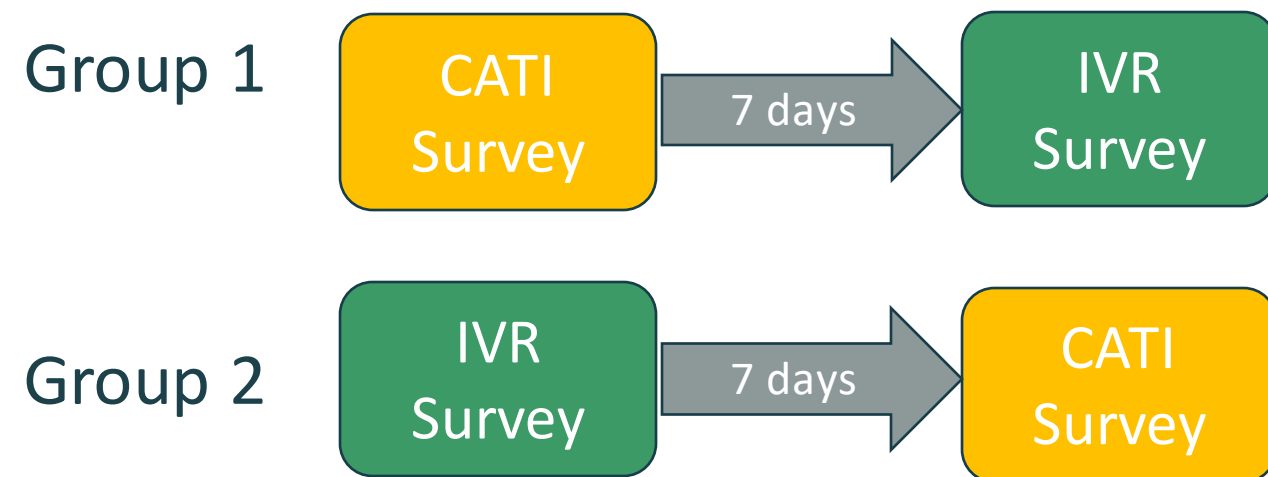 Group 1
CATI
Survey
7 days
IVR
Survey
Group 2
IVR
Survey
7 days
CATI
Survey